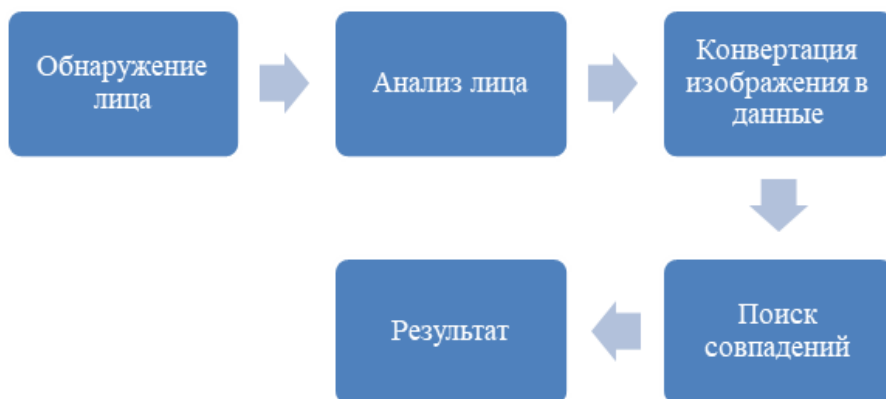 Обнаружение
лица
Анализ лица
Конвертация
изображения в
данные
Поиск
совпадений
Результат